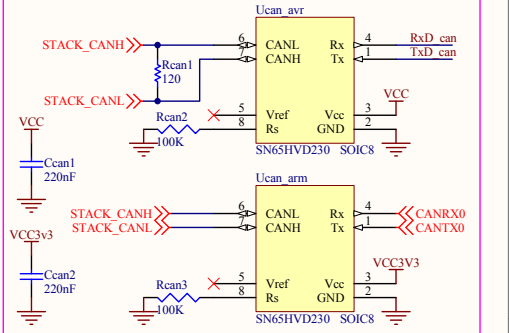 Ucan_avr
STACK_CANH
6
CANL
Rx
4
RxD_can
7
CANH
Tx
1
TxD_can
Rcan1
120
STACK_CANL
VCC
Rcan2
5
Vref
Vcc
3
VCC
8
Rs
GND
2
100K
SN65HVD230
SOIC8
Ccan1
220nF
Ucan_arm
STACK_CANH
6
CANL
Rx
4
CANRX0
STACK_CANL
7
CANH
Tx
1
CANTX0
VCC3v3
VCC3V3
Ccan2
220nF
Rcan3
5
Vref
Vcc
3
8
Rs
GND
2
100K
SN65HVD230
SOIC8